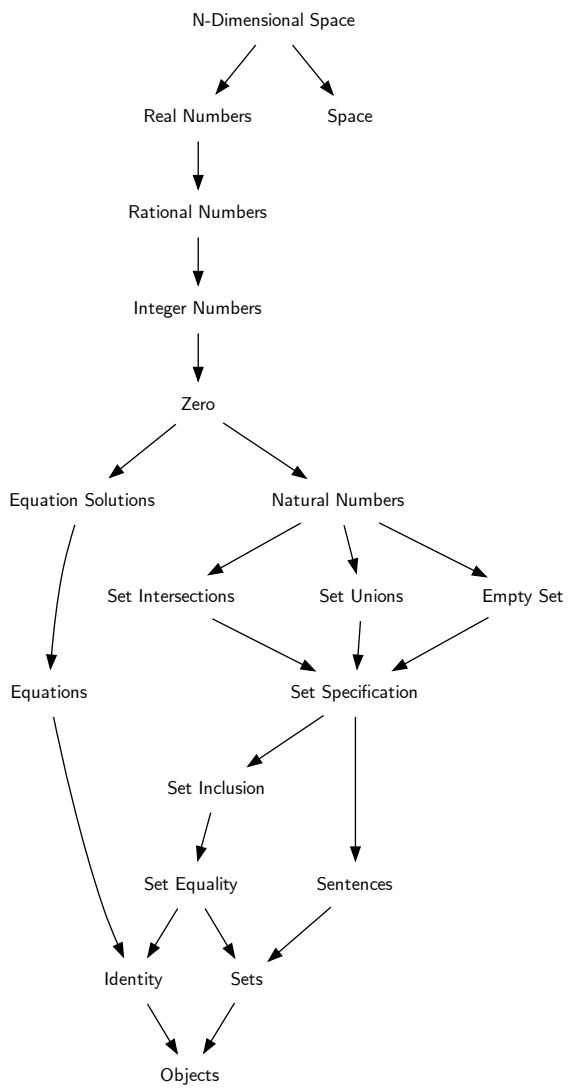 N-Dimensional Space
Real Numbers
Space
Rational Numbers
Integer Numbers
Zero
Equation Solutions
Natural Numbers
Set Intersections
Set Unions
Empty Set
Equations
Set Specification
Set Inclusion
Set Equality
Sentences
Identity
Sets
Objects